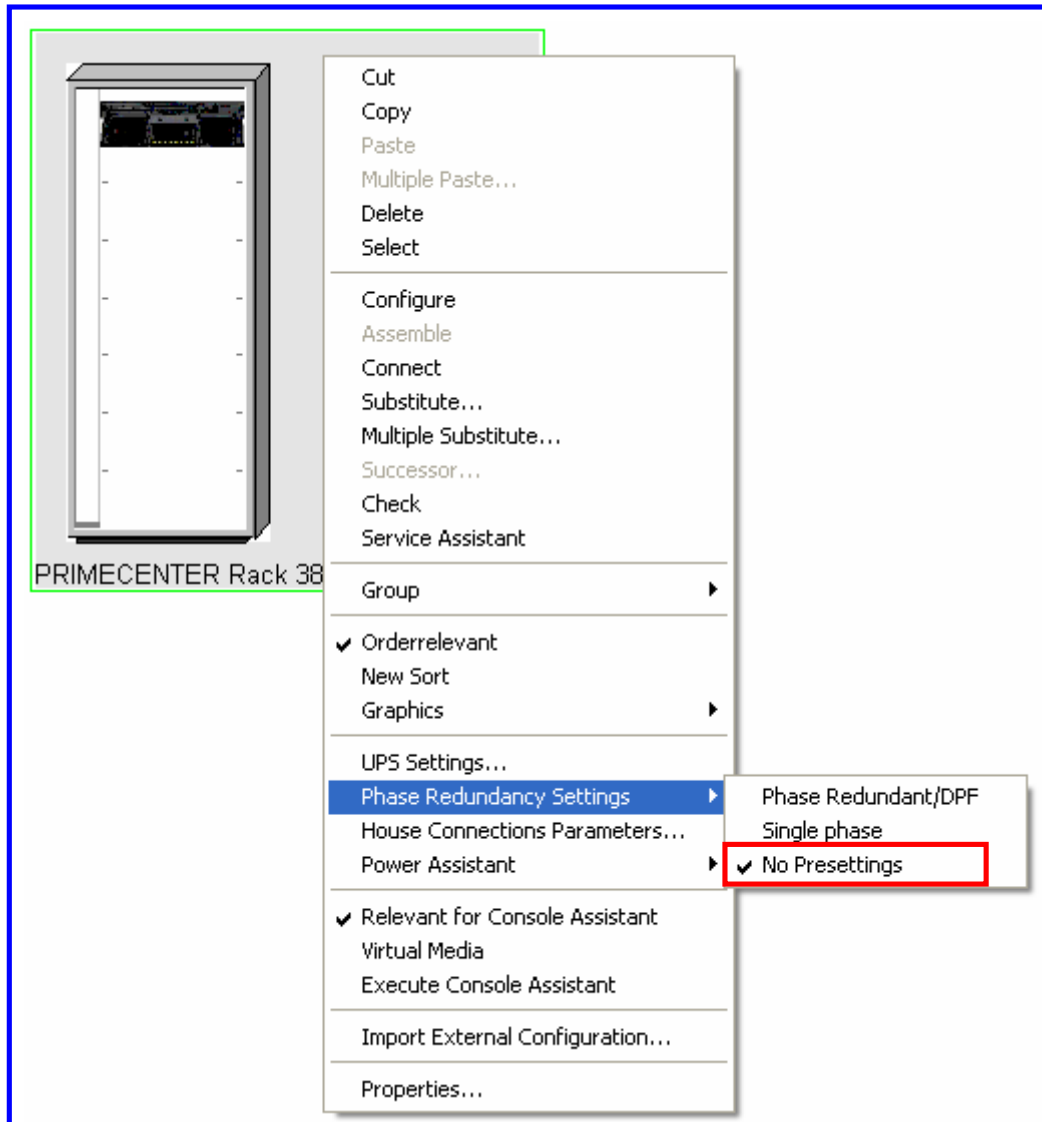 PRIMECENTER Rack 38
Cut
Copy
Paste
Multiple Paste...
Delete
Select
Configure
Assemble
Connect
Substitute...
Multiple Substitute...
Successor...
Check
Service Assistant
Group
Orderrelevant
New Sort
Graphics
UPS Settings...
Phase Redundancy Settings
House Connections Parameters...
Power Assistant
Relevant for Console Assistant
Virtual Media
Execute Console Assistant
Import External Configuration...
Properties...
Phase Redundant/DPF
Single phase
No Presettings